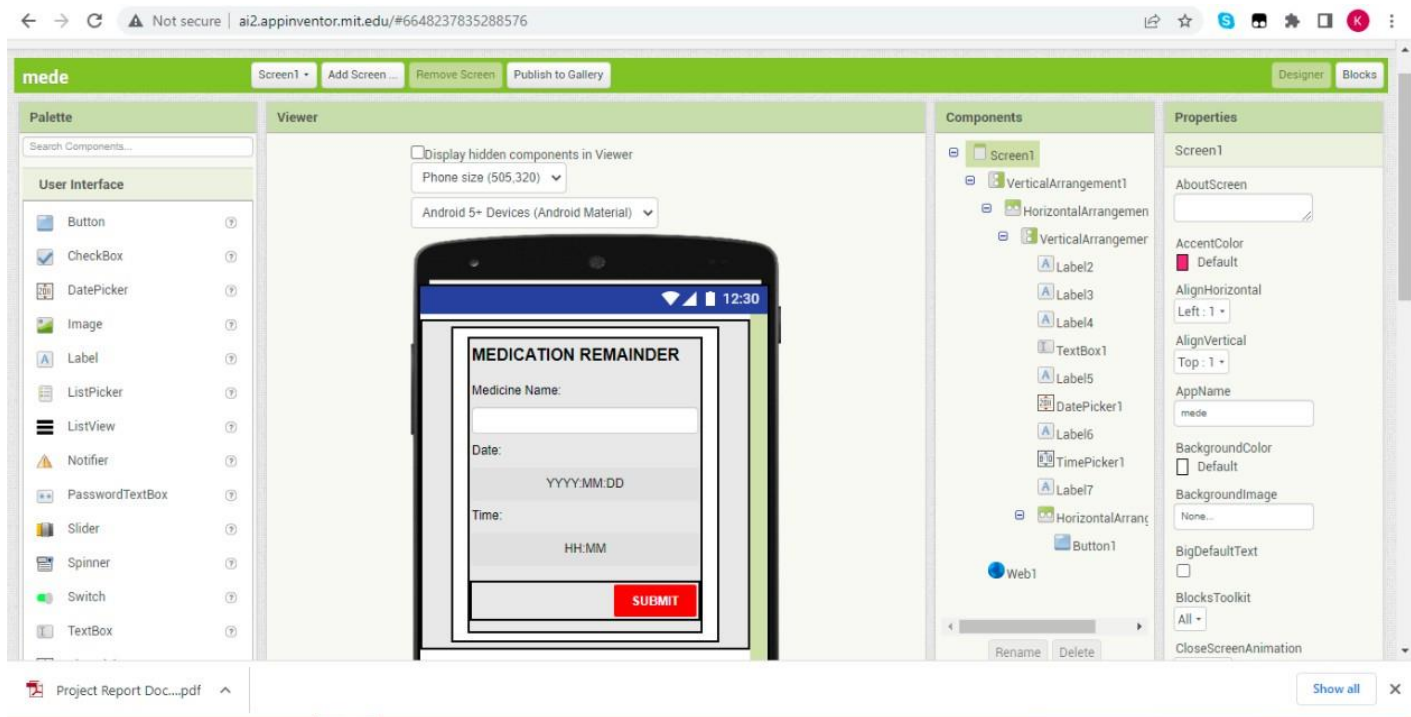 Not secure | ai2.appinventor.mit.edu/#6648237835288576
K
mede
Screen1
Add Screen ...
Remove Screen
Publish to Gallery
Designer
Blocks
Palette
Search Components...
User Interface
Button
CheckBox
DatePicker
Image
Label
ListPicker
ListView
Notifier
PasswordTextBox
Slider
Spinner
Switch
TextBox
Viewer
Display hidden components in Viewer
Phone size (505,320)
Android 5+ Devices (Android Material)
12:30
MEDICATION REMAINDER
Medicine Name:
Date:
YYYY:MM:DD
Time:
HH:MM
SUBMIT
Components
Screen1
VerticalArrangement1
HorizontalArrangemen
VerticalArrangemer
Label2
Label3
Label4
TextBox1
Label5
DatePicker1
Label6
TimePicker1
Label7
HorizontalArrang
Button1
Web1
Rename
Delete
Properties
Screen1
AboutScreen
AccentColor
Default
AlignHorizontal
Left : 1
AlignVertical
Top : 1
AppName
mede
BackgroundColor
Default
BackgroundImage
None...
BigDefaultText
BlocksToolkit
All
CloseScreenAnimation
Project Report Doc....pdf
Show all